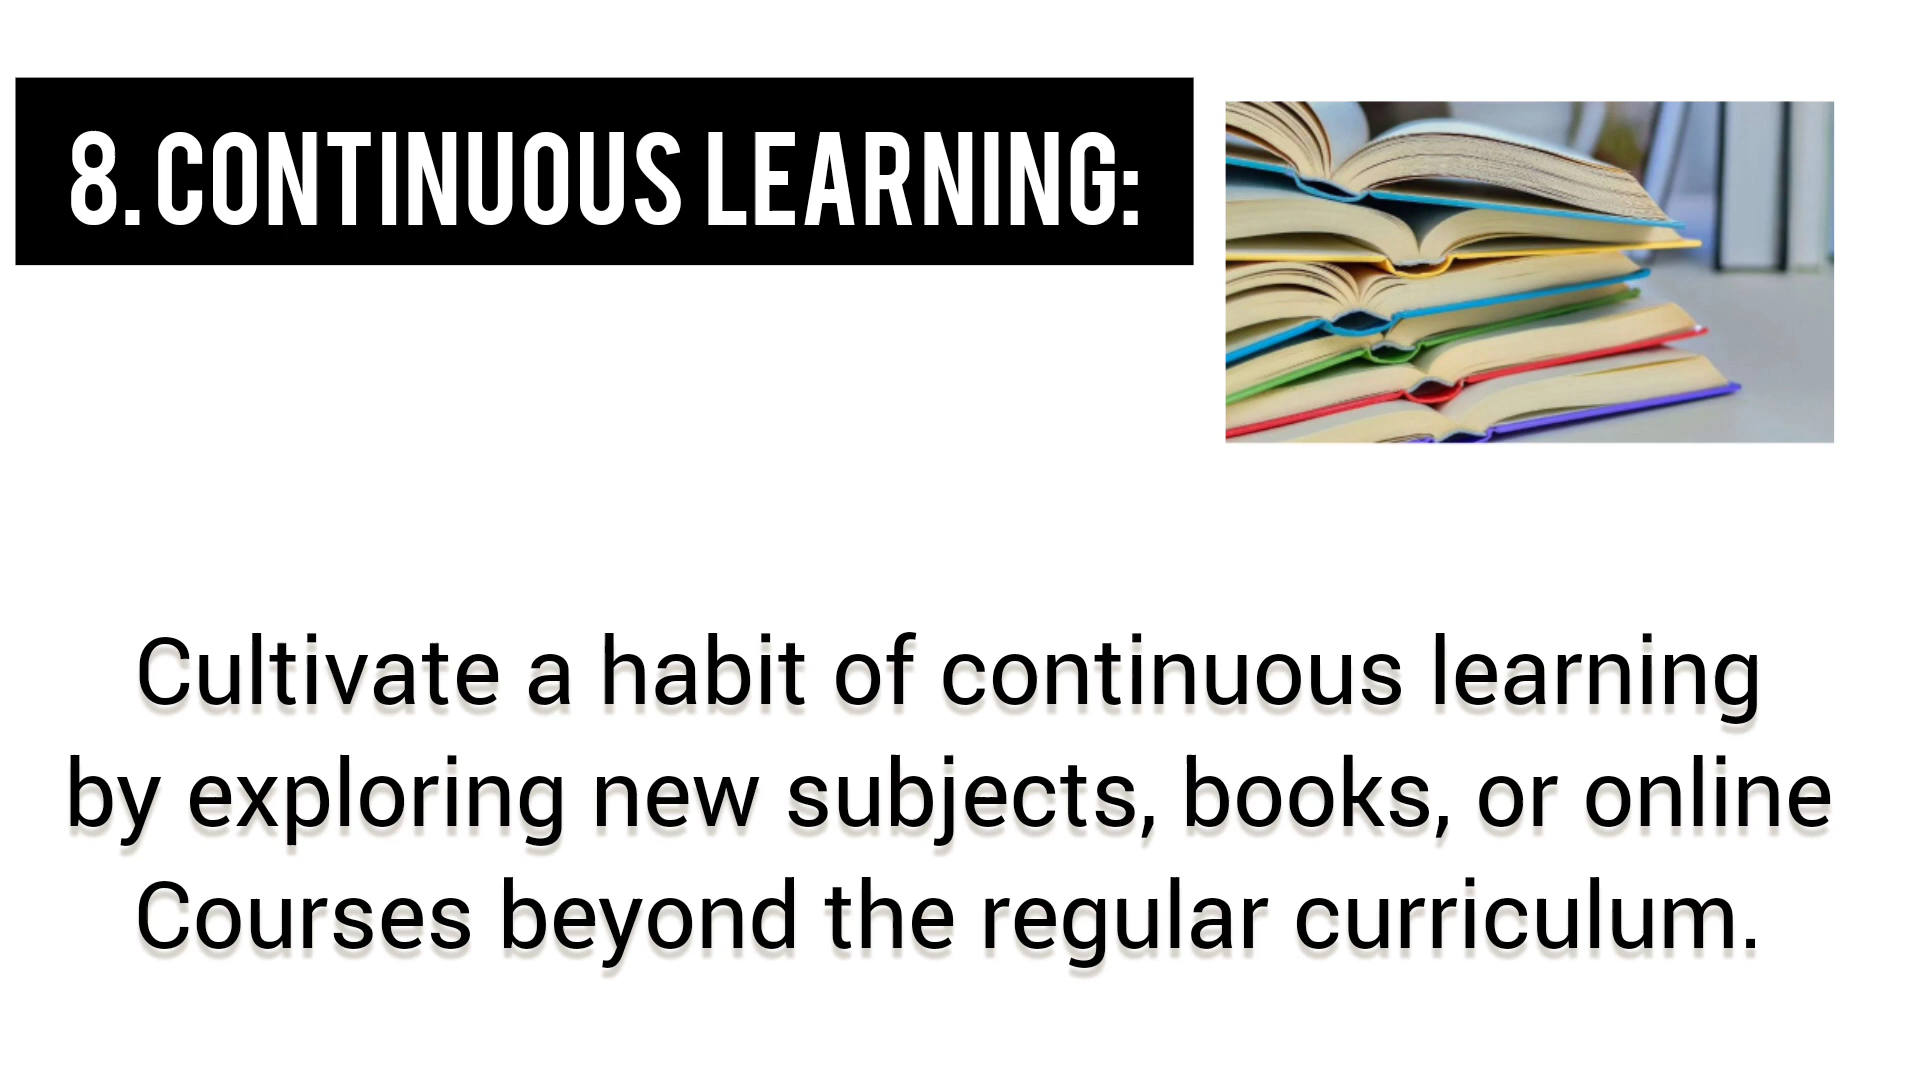 8. CONTINUOUS LEARNING:
Cultivate a habit of continuous learning
by exploring new subjects, books, or online
Courses beyond the regular curriculum.